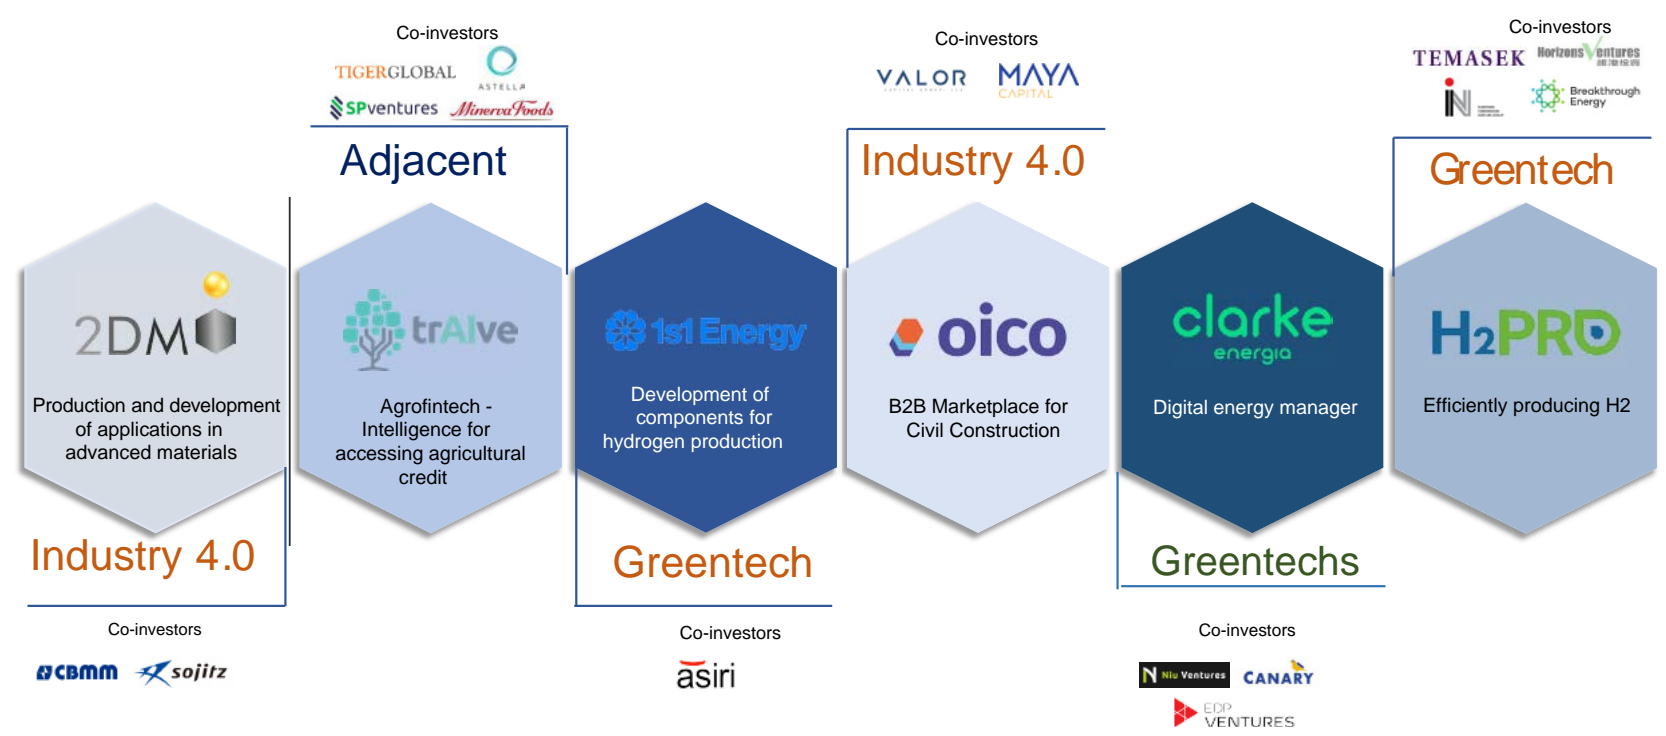 Co-investors
TIGERGLOBAL
ASTELLA
SPventures
Minerva Foods
Adjacent
Co-investors
VALOR
MAYA
CAPITAL
Industry 4.0
Co-investors
TEMASEK
Horizons Ventures
Breakthrough
Energy
Greentech
2DM
Production and development
of applications in
advanced materials
trAIve
Agrofintech -
Intelligence for
accessing agricultural
credit
1s1 Energy
Development of
components for
hydrogen production
oico
B2B Marketplace for
Civil Construction
clarke
energia
Digital energy manager
H2PRO
Efficiently producing H2
Industry 4.0
Co-investors
CBMM
sojitz
Greentech
Co-investors
asiri
Greentechs
Co-investors
N Niu Ventures
CANARY
EDP
VENTURES